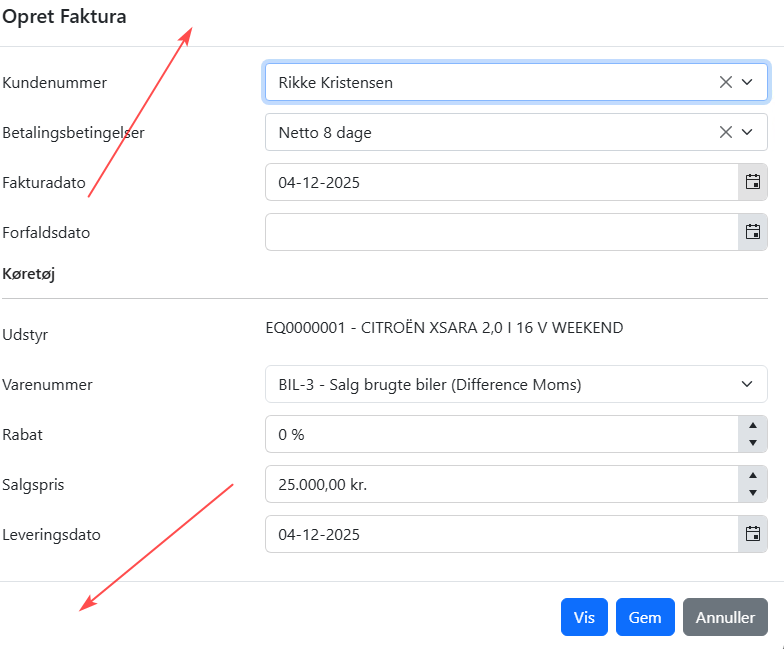 Opret Faktura
Kundenummer Rikke Kristensen
Betalingsbetingelser Netto 8 dage
Fakturadato 04-12-2025
Forfaldsdato
Køretøj
Udstyr EQ0000001 - CITROËN XSARA 2,0 I 16 V WEEKEND
Varenummer BIL-3 - Salg brugte biler (Difference Moms)
Rabat 0 %
Salgspris 25.000,00 kr.
Leveringsdato 04-12-2025
Vis Gem Annuller